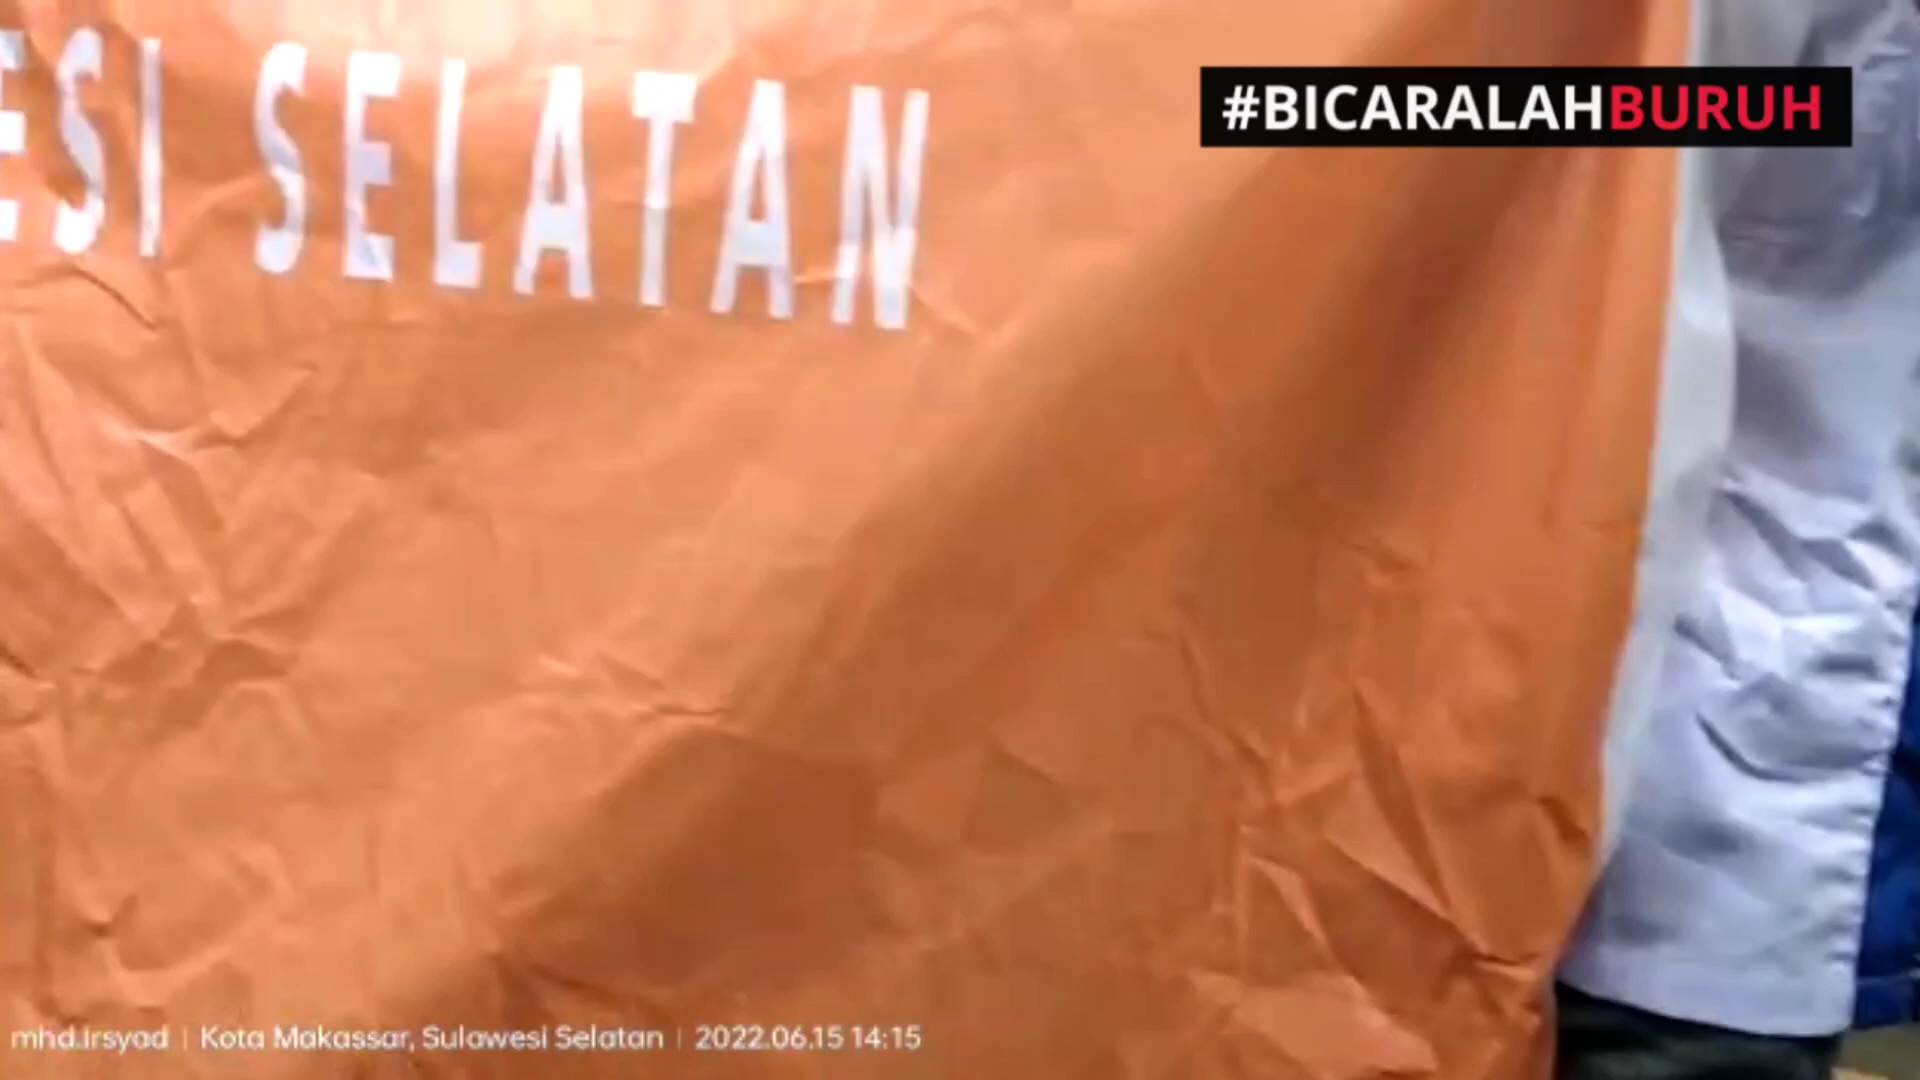 ESI SELATAN
#BICARALAHBURUH
mhd.irsyad | Kota Makassar, Sulawesi Selatan | 2022.06.15 14:15